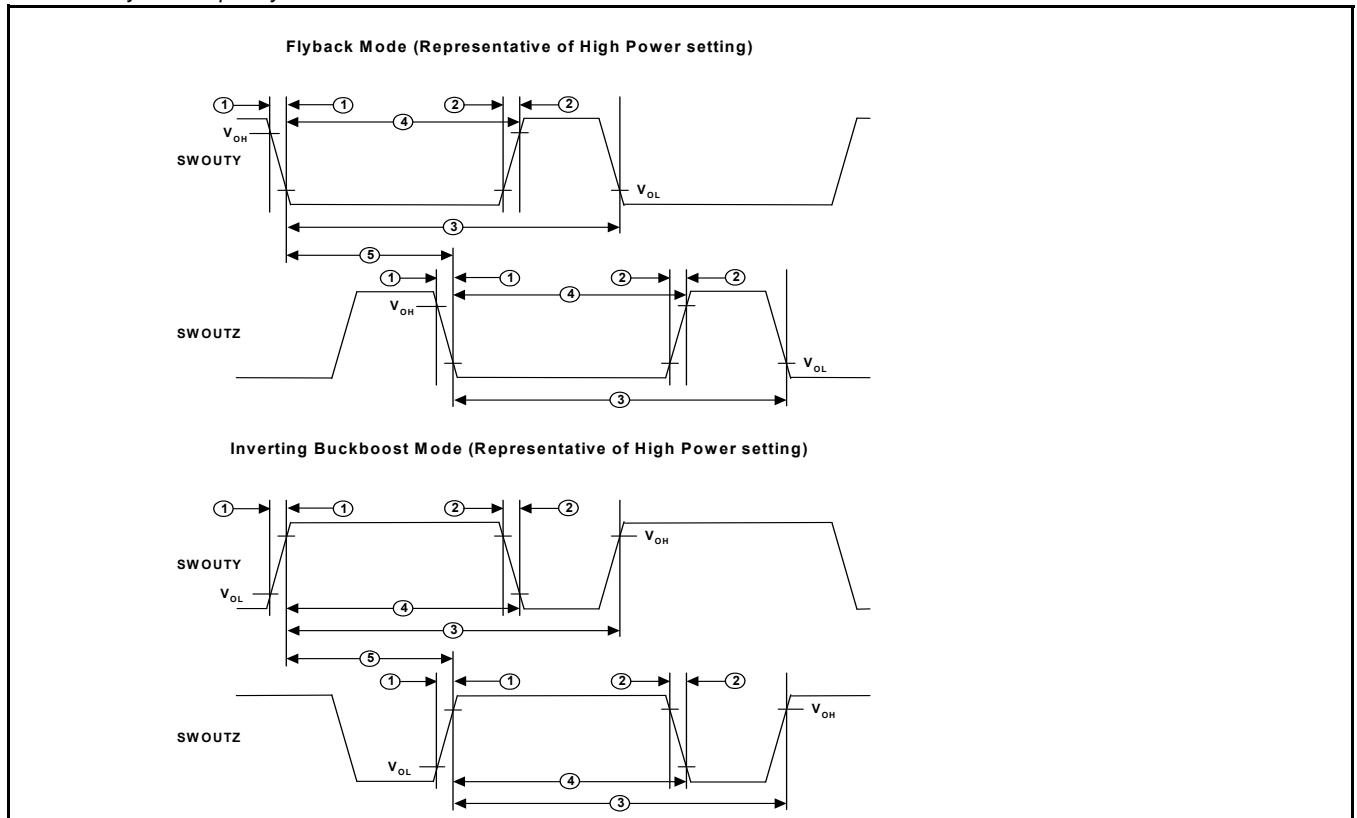 Flyback Mode (Representative of High Power setting)
1 1 2 2
4
VOH
SWOUTY
VOL
3
5
1 1 2 2
4
VOH
SWOUTZ
VOL
3
Inverting Buckboost Mode (Representative of High Power setting)
1 1 2 2
VOH
SWOUTY
VOL
4
3
5
1 1 2 2
VOH
SWOUTZ
VOL
4
3